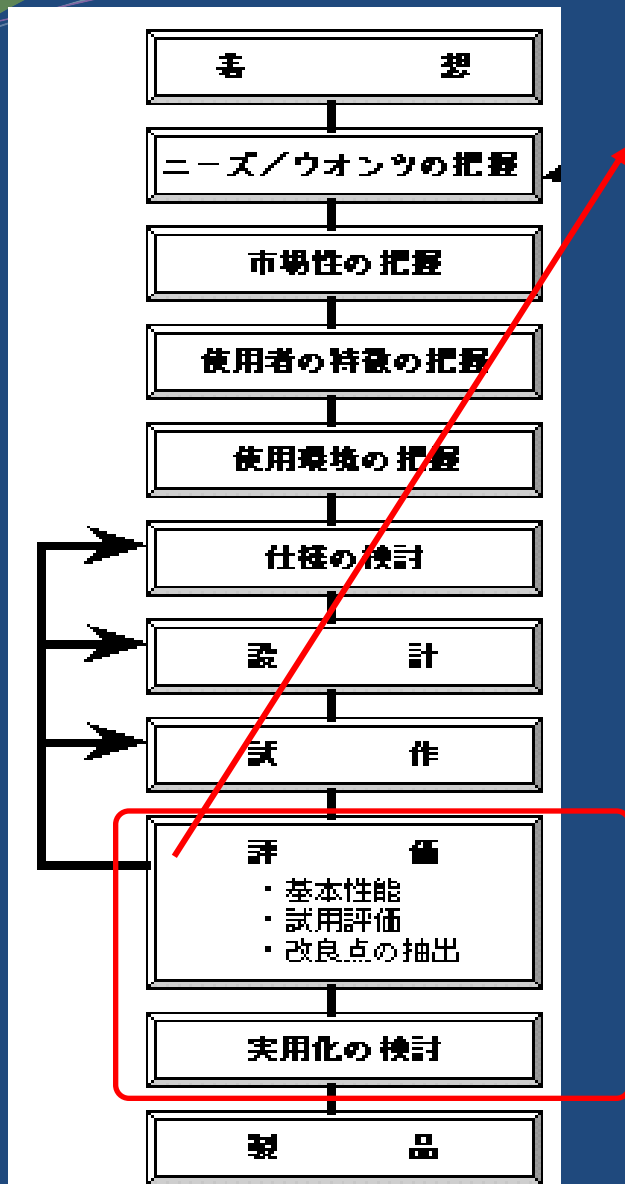 着 想
ニーズ／ウオンツの把握
市場性の把握
使用者の特徴の把握
使用環境の把握
仕様の検討
設 計
試 作
評 価
・基本性能
・試用評価
・改良点の抽出
実用化の検討
製 品